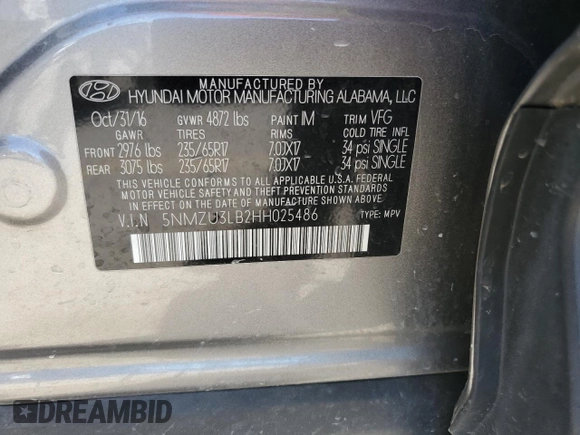 MANUFACTURED BY
HYUNDAI MOTOR MANUFACTURING ALABAMA, LLC
Oct/31/16 GVWR 4872 lbs PAINT IM TRIM VFG
GAWR TIRES RIMS COLD TIRE INFL
FRONT 2976 lbs 235/65R17 7.0JX17 34 psi SINGLE
REAR 3075 lbs 235/65R17 7.0JX17 34 psi SINGLE
THIS VEHICLE CONFORMS TO ALL APPLICABLE U.S.A. FEDERAL
MOTOR VEHICLE SAFETY AND THEFT PREVENTION STANDARDS
IN EFFECT ON THE DATE OF MANUFACTURE SHOWN ABOVE.
V.I.N 5NMZU3LB2HH025486 TYPE: MPV
DREAMBID